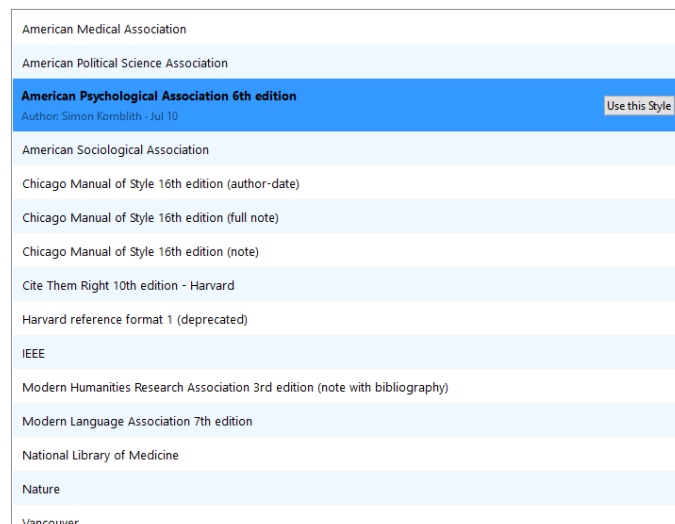 American Medical Association
American Political Science Association
American Psychological Association 6th edition
Author: Simon Kornblith - Jul 10
Use this Style
American Sociological Association
Chicago Manual of Style 16th edition (author-date)
Chicago Manual of Style 16th edition (full note)
Chicago Manual of Style 16th edition (note)
Cite Them Right 10th edition - Harvard
Harvard reference format 1 (deprecated)
IEEE
Modern Humanities Research Association 3rd edition (note with bibliography)
Modern Language Association 7th edition
National Library of Medicine
Nature
Vancouver